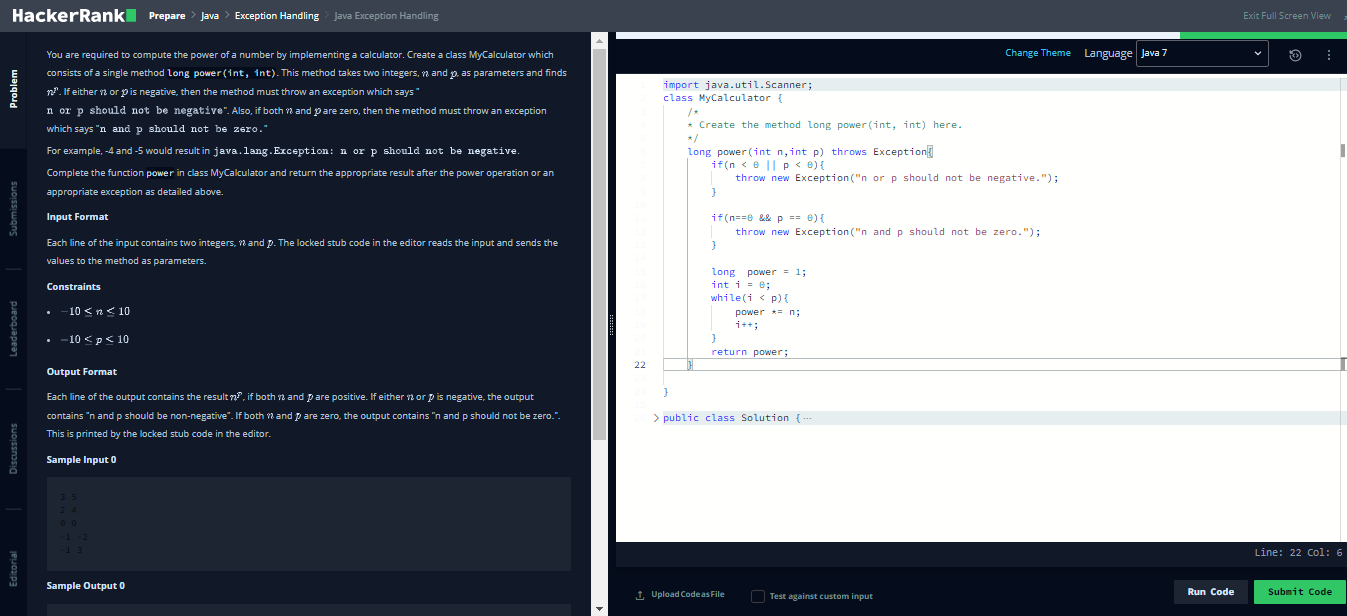 HackerRank Prepare > Java > Exception Handling > Java Exception Handling
Exit Full Screen View
Problem
Submissions
Leaderboard
Discussions
Editorial
You are required to compute the power of a number by implementing a calculator. Create a class MyCalculator which
consists of a single method long power(int, int). This method takes two integers, n and p, as parameters and finds
n^p. If either n or p is negative, then the method must throw an exception which says "
n or p should not be negative". Also, if both n and p are zero, then the method must throw an exception
which says "n and p should not be zero."
For example, -4 and -5 would result in java.lang.Exception: n or p should not be negative.
Complete the function power in class MyCalculator and return the appropriate result after the power operation or an
appropriate exception as detailed above.
Input Format
Each line of the input contains two integers, n and p. The locked stub code in the editor reads the input and sends the
values to the method as parameters.
Constraints
• −10 ≤ n ≤ 10
• −10 ≤ p ≤ 10
Output Format
Each line of the output contains the result n^p, if both n and p are positive. If either n or p is negative, the output
contains "n and p should be non-negative". If both n and p are zero, the output contains "n and p should not be zero.".
This is printed by the locked stub code in the editor.
Sample Input 0
3 5
2 4
0 0
-1 -2
-1 3
Sample Output 0
Change Theme Language Java 7
import java.util.Scanner;
class MyCalculator {
/*
* Create the method long power(int, int) here.
*/
long power(int n,int p) throws Exception{
if(n < 0 || p < 0){
throw new Exception("n or p should not be negative.");
}
if(n==0 && p == 0){
throw new Exception("n and p should not be zero.");
}
long power = 1;
int i = 0;
while(i < p){
power *= n;
i++;
}
return power;
22 }
}
> public class Solution {…
Line: 22 Col: 6
Upload Code as File
Test against custom input
Run Code
Submit Code